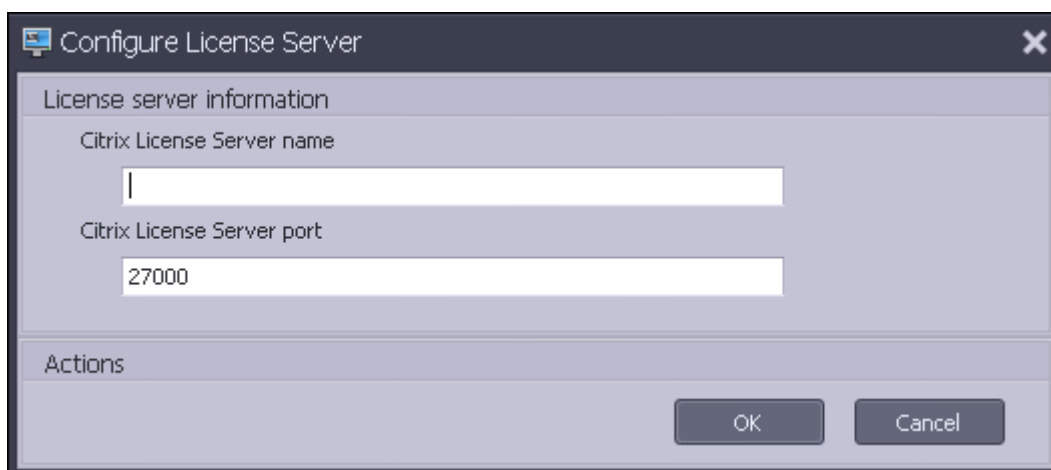 Configure License Server
License server information
Citrix License Server name
Citrix License Server port
27000
Actions
OK Cancel